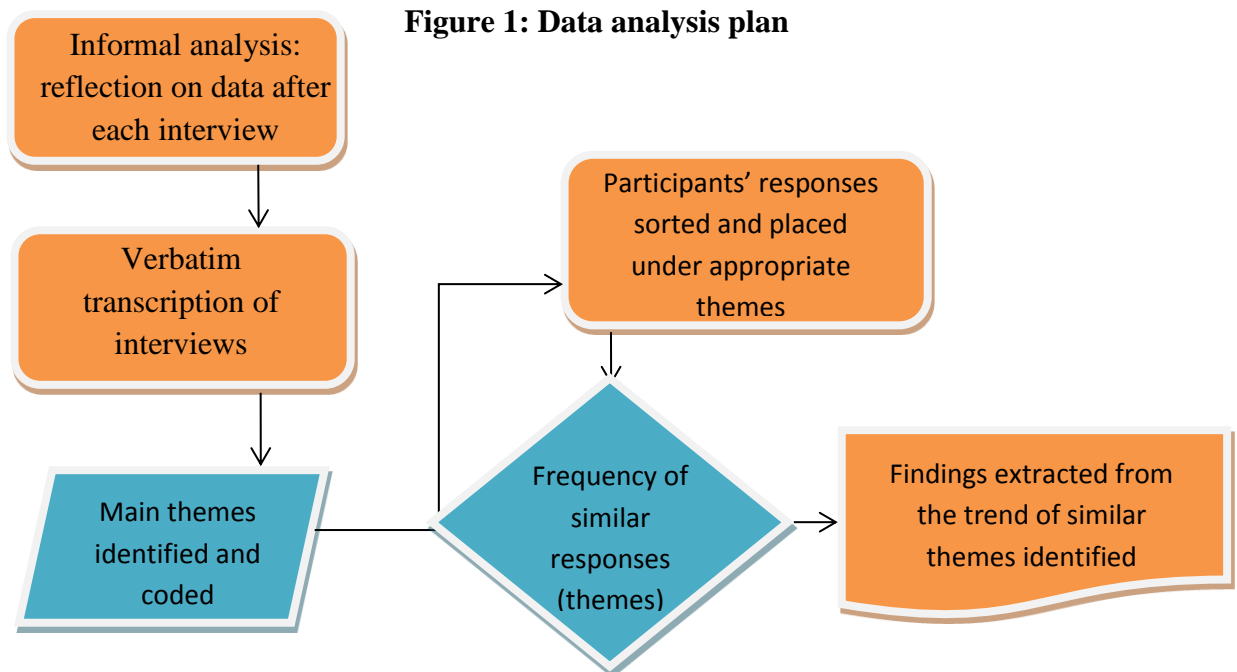 Figure 1: Data analysis plan
Informal analysis:
reflection on data after
each interview
Verbatim
transcription of
interviews
Main themes
identified and
coded
Participants’ responses
sorted and placed
under appropriate
themes
Frequency of
similar
responses
(themes)
Findings extracted from
the trend of similar
themes identified